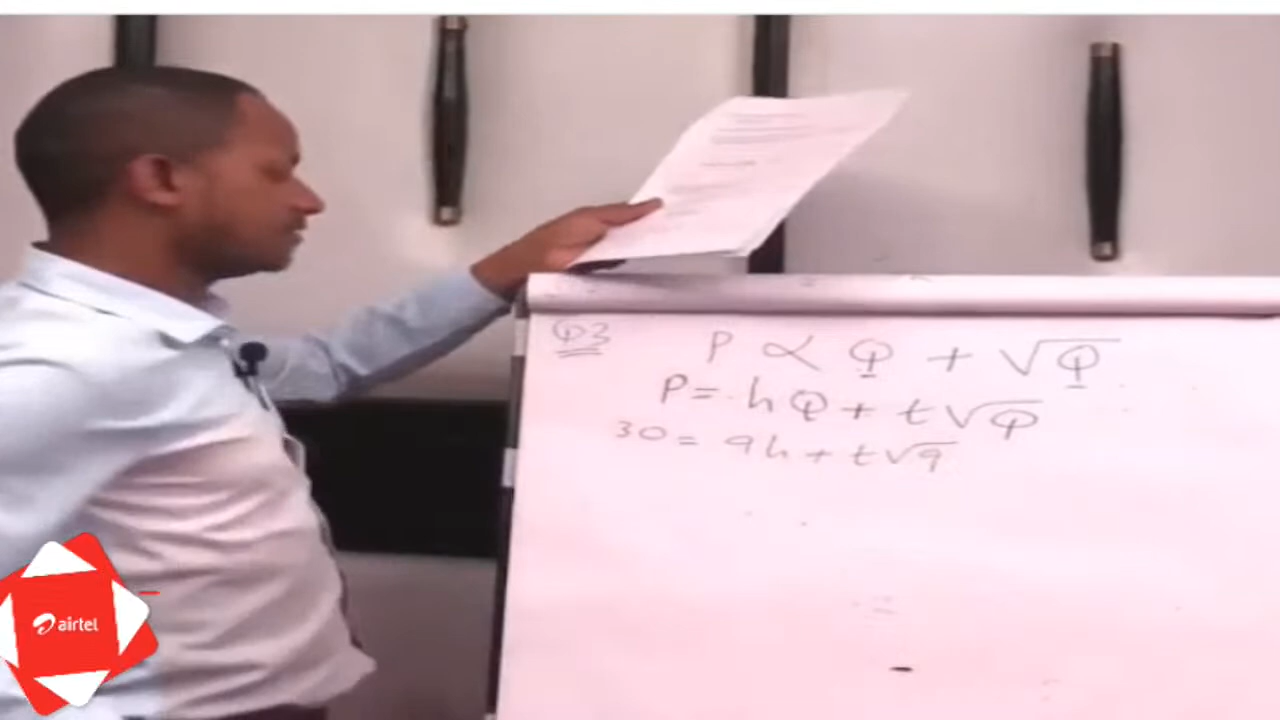 Q3
P ∝ Q + √Q
P = hQ + t√Q
30 = 9h + t√9
airtel